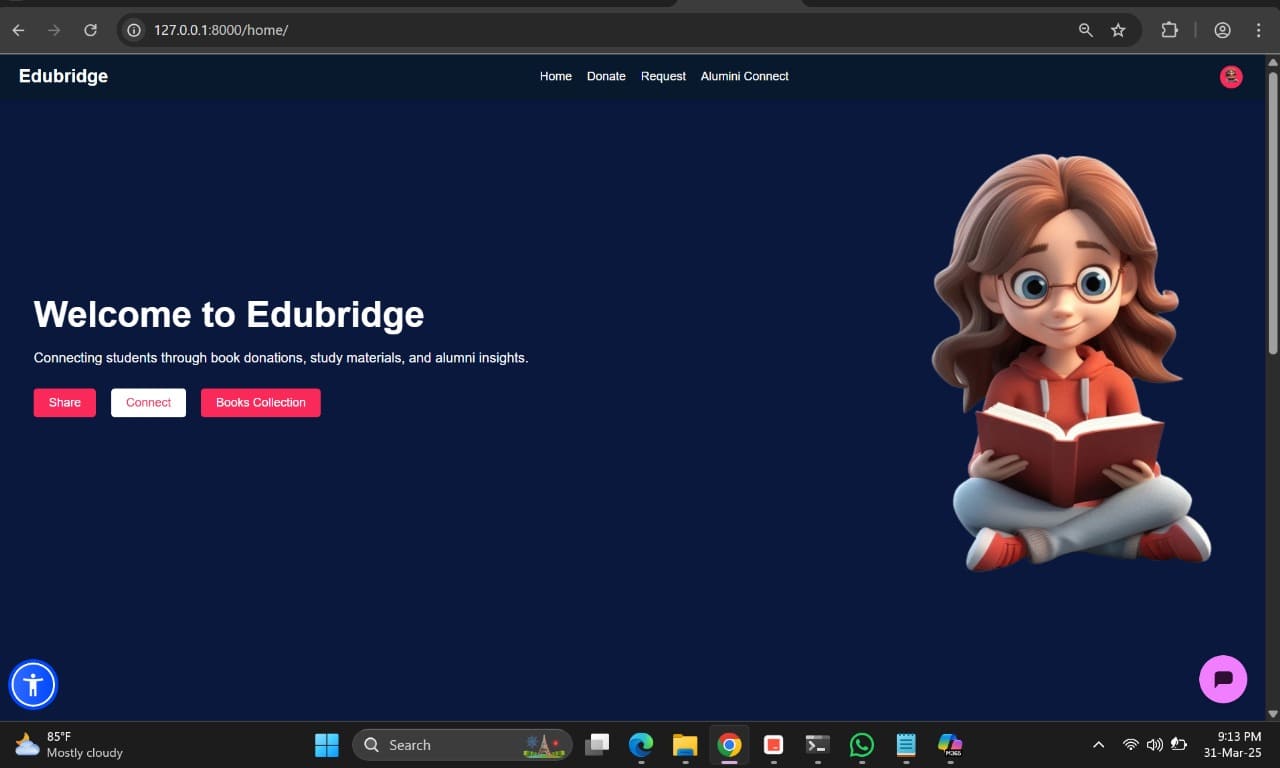 127.0.0.1:8000/home/
Edubridge
Home Donate Request Alumini Connect
Welcome to Edubridge
Connecting students through book donations, study materials, and alumni insights.
Share Connect Books Collection
85°F
Mostly cloudy
Search
M365
9:13 PM
31-Mar-25